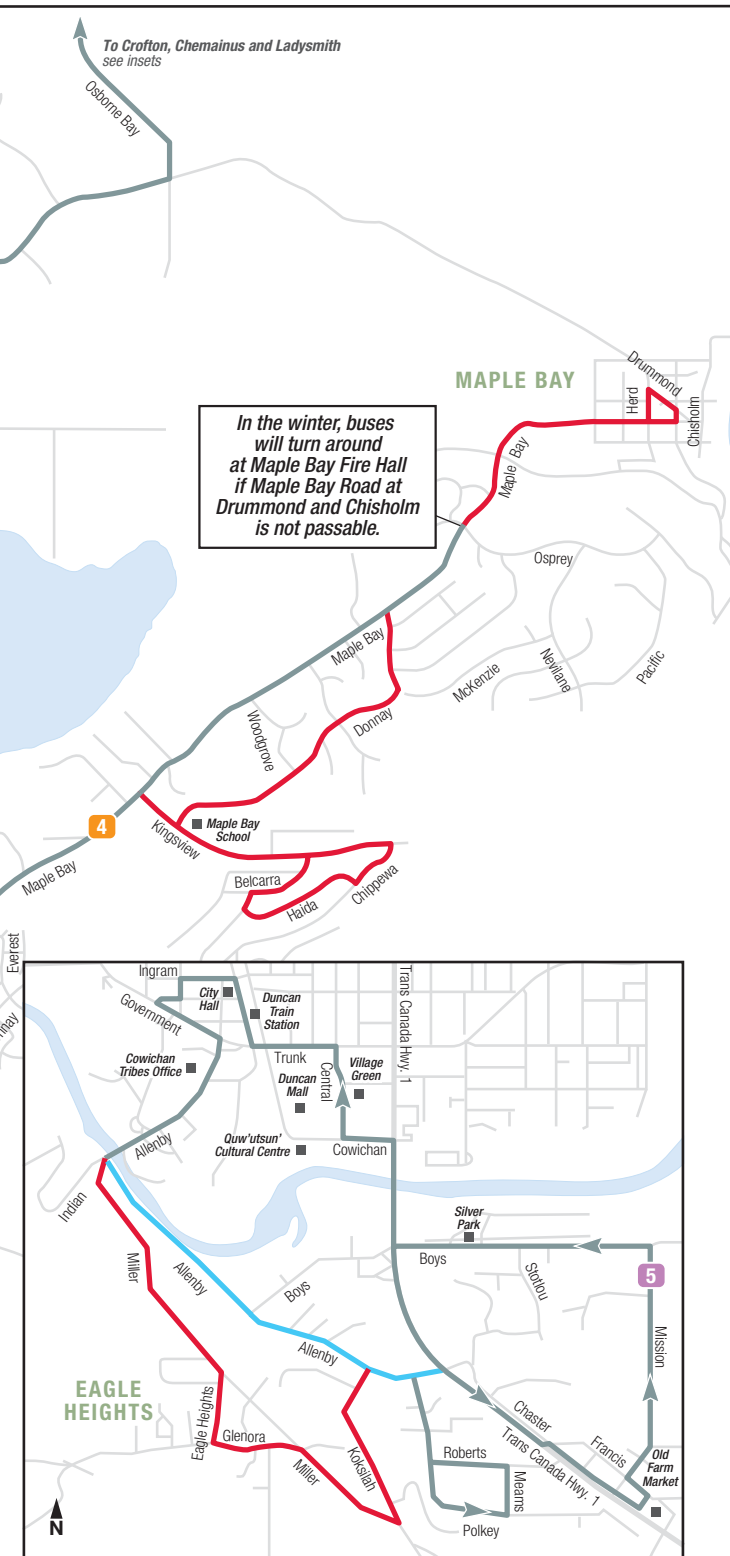 To Crofton, Chemainus and Ladysmith
see insets
Osborne Bay
MAPLE BAY
Drummond
Herd
Chisholm
In the winter, buses
will turn around
at Maple Bay Fire Hall
if Maple Bay Road at
Drummond and Chisholm
is not passable.
Maple Bay
Osprey
Maple Bay
McKenzie
Nevilane
Pacific
Woodgrove
Donnay
4
Kingsview
Maple Bay
School
Maple Bay
Belcarra
Haida
Chippewa
Everest
Ingram
City
Hall
Government
Duncan
Train
Station
Trans Canada Hwy. 1
Cowichan
Tribes Office
Trunk
Central
Village
Green
Duncan
Mall
Allenby
Quw'utsun'
Cultural Centre
Cowichan
Indian
Silver
Park
Miller
Allenby
Boys
Boys
Stotlou
5
Mission
Allenby
EAGLE
HEIGHTS
Eagle Heights
Glenora
Miller
Koksilah
Chaster
Trans Canada Hwy. 1
Francis
Old
Farm
Market
Roberts
Mearns
Polkey
N